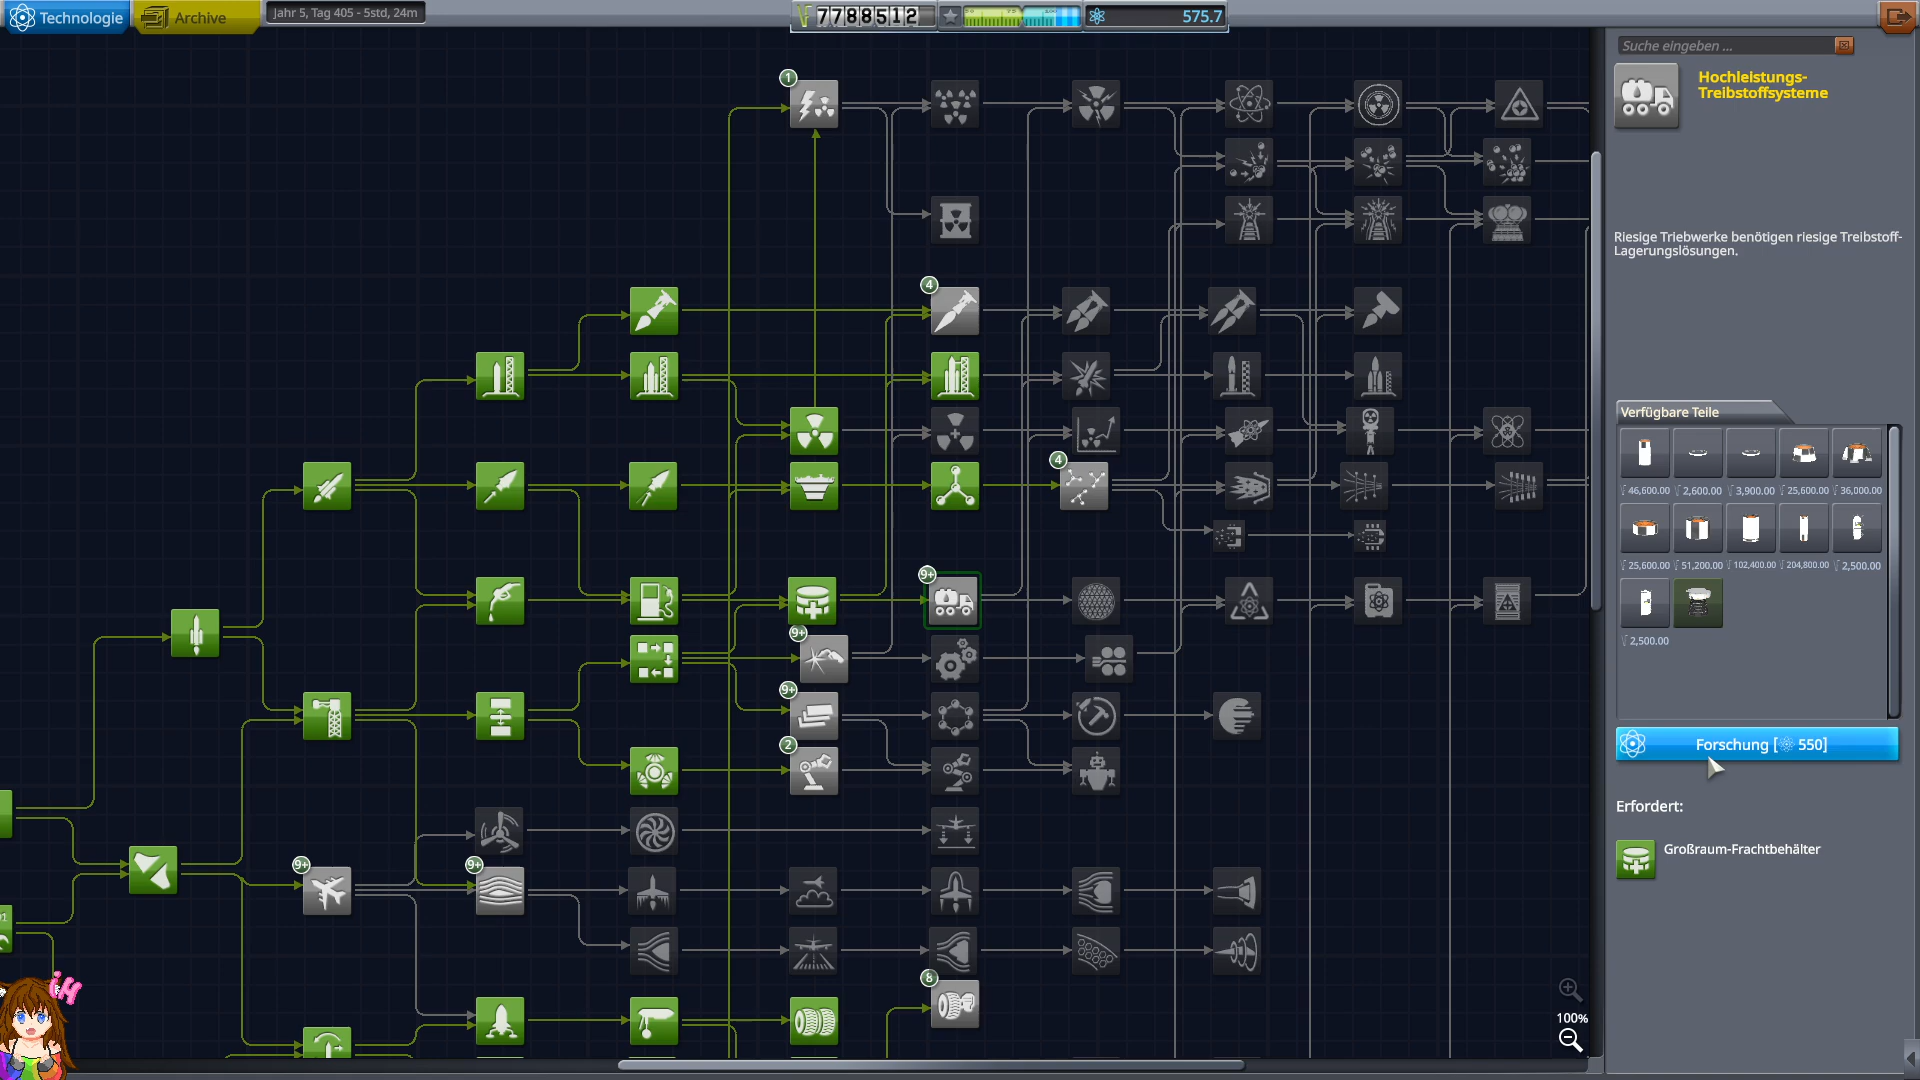 Technologie
Archive
Jahr 5, Tag 405 - 5std, 24m
7788512
575.7
Suche eingeben ...
Hochleistungs-
Treibstoffsysteme
Riesige Triebwerke benötigen riesige Treibstoff-
Lagerungslösungen.
Verfügbare Teile
46,600.00 2,600.00 3,900.00 25,600.00 36,000.00
25,600.00 51,200.00 102,400.00 204,800.00 2,500.00
2,500.00
Forschung [550]
Erfordert:
Großraum-Frachtbehälter
1
4
4
9+
9+
9+
2
9+
9+
8
100%